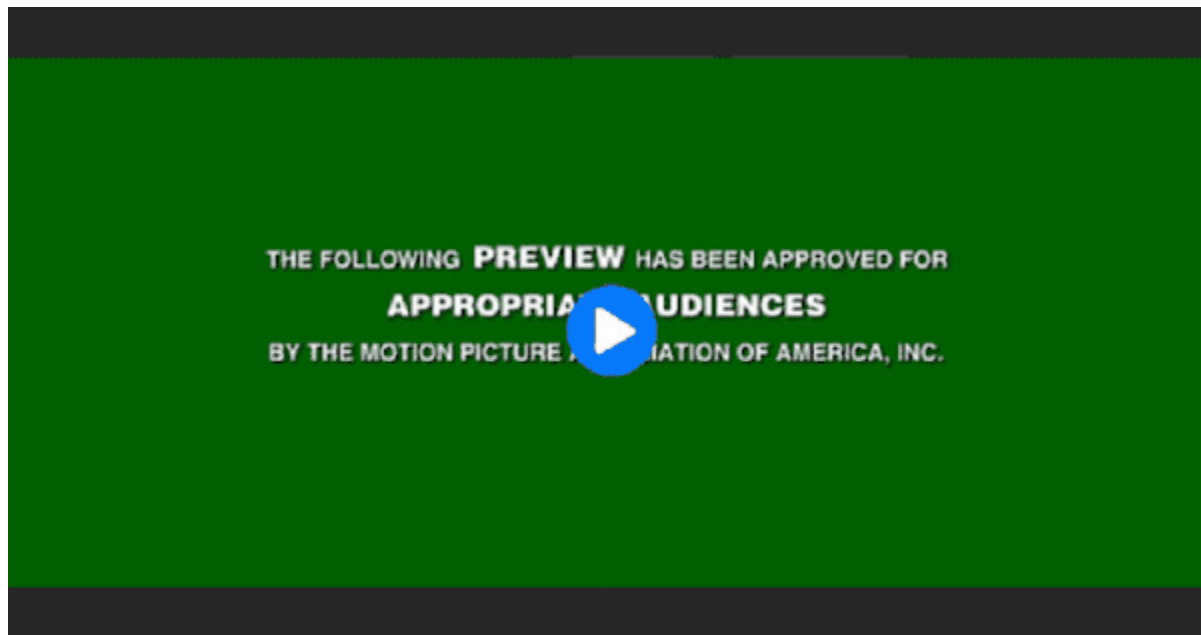 THE FOLLOWING PREVIEW HAS BEEN APPROVED FOR
AUDIENCES
BY THE MOTION PICTURE OF AMERICA, INC.